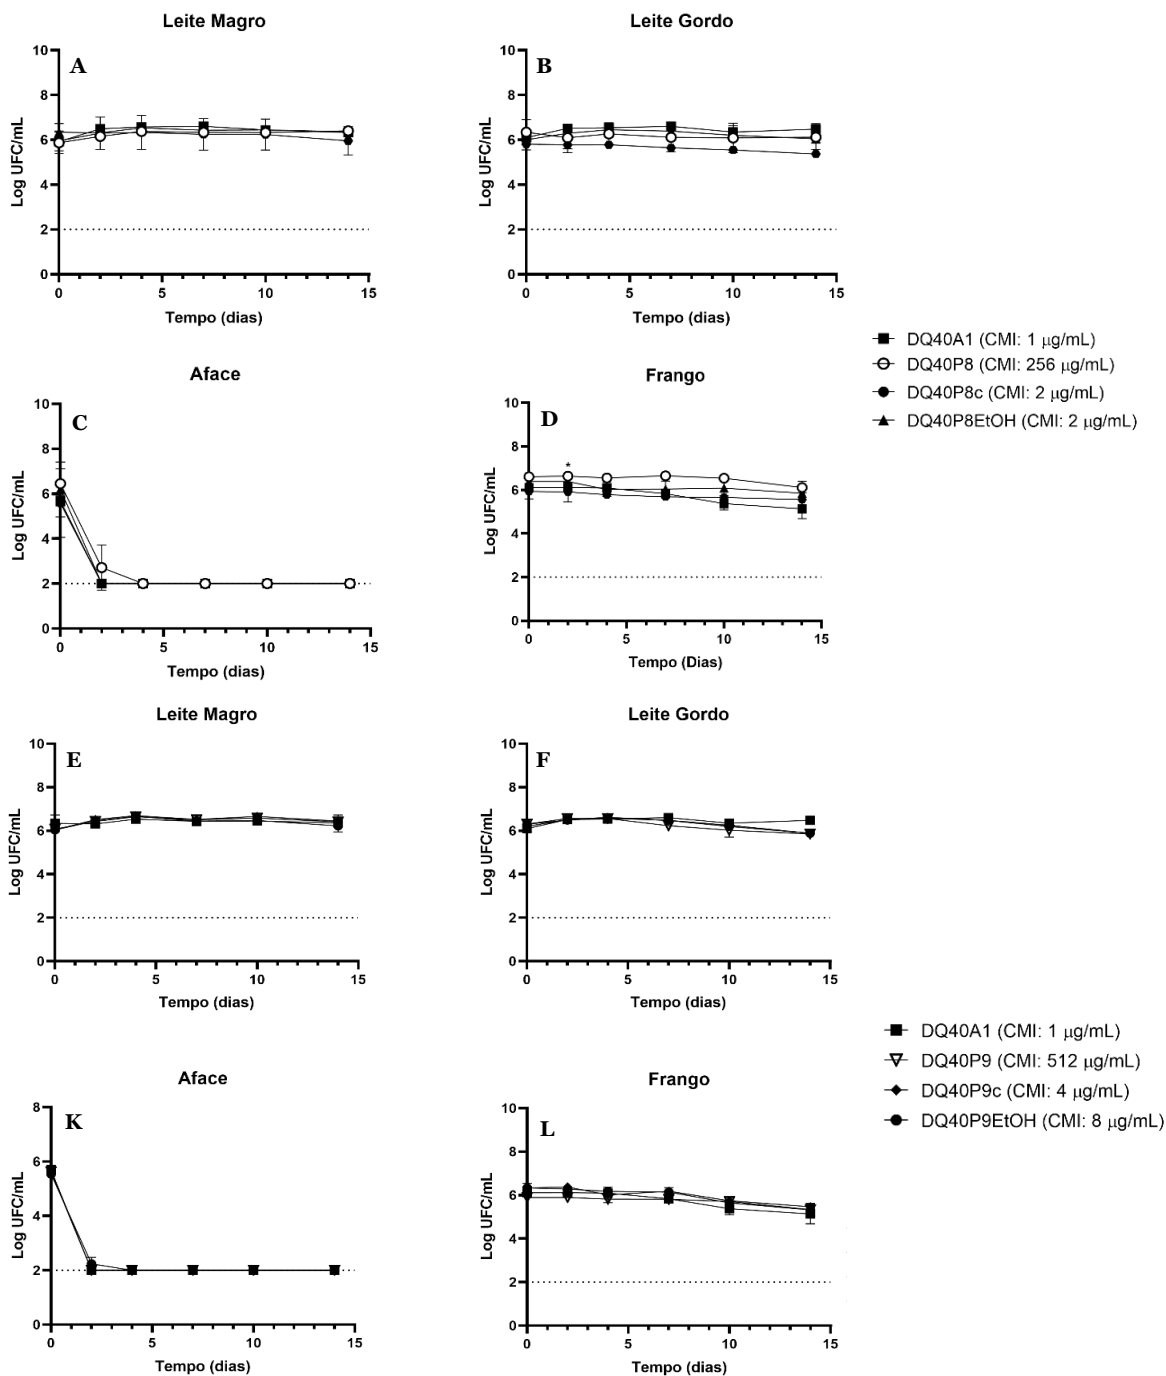 Leite Magro
A
Log UFC/mL
10
8
6
4
2
0
0 5 10 15
Tempo (dias)
Leite Gordo
B
Log UFC/mL
10
8
6
4
2
0
0 5 10 15
Tempo (dias)
DQ40A1 (CMI: 1 µg/mL)
DQ40P8 (CMI: 256 µg/mL)
DQ40P8c (CMI: 2 µg/mL)
DQ40P8EtOH (CMI: 2 µg/mL)
Aface
C
Log UFC/mL
10
8
6
4
2
0
0 5 10 15
Tempo (dias)
Frango
D
*
Log UFC/mL
10
8
6
4
2
0
0 5 10 15
Tempo (Dias)
Leite Magro
E
Log UFC/mL
10
8
6
4
2
0
0 5 10 15
Tempo (dias)
Leite Gordo
F
Log UFC/mL
10
8
6
4
2
0
0 5 10 15
Tempo (dias)
DQ40A1 (CMI: 1 µg/mL)
DQ40P9 (CMI: 512 µg/mL)
DQ40P9c (CMI: 4 µg/mL)
DQ40P9EtOH (CMI: 8 µg/mL)
Aface
K
Log UFC/mL
8
6
4
2
0
0 5 10 15
Tempo (dias)
Frango
L
Log UFC/mL
10
8
6
4
2
0
0 5 10 15
Tempo (dias)